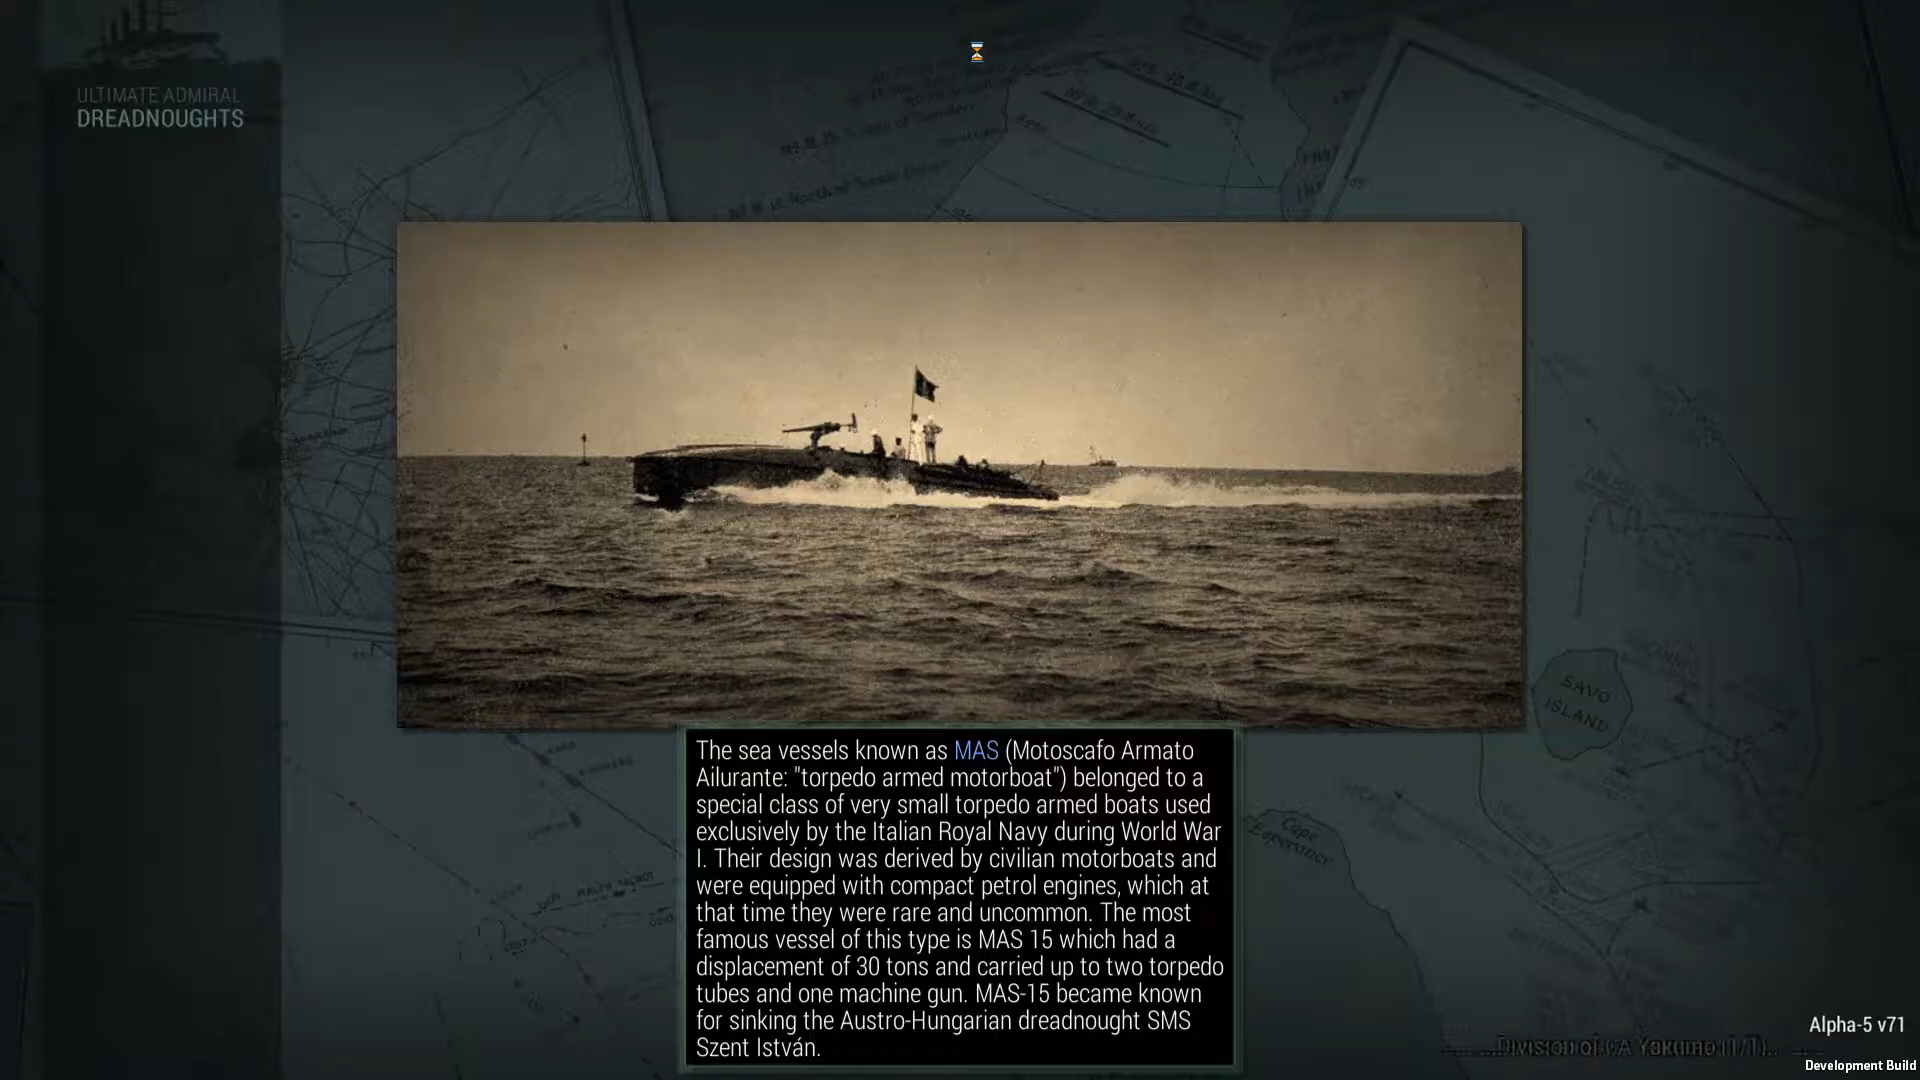 ULTIMATE ADMIRAL
DREADNOUGHTS
The sea vessels known as MAS (Motoscafo Armato
Ailurante: "torpedo armed motorboat") belonged to a
special class of very small torpedo armed boats used
exclusively by the Italian Royal Navy during World War
I. Their design was derived by civilian motorboats and
were equipped with compact petrol engines, which at
that time they were rare and uncommon. The most
famous vessel of this type is MAS 15 which had a
displacement of 30 tons and carried up to two torpedo
tubes and one machine gun. MAS-15 became known
for sinking the Austro-Hungarian dreadnought SMS
Szent István.
SAVO
ISLAND
Cape
Esperance
RALPH TALBOT
Alpha-5 v71
Development Build